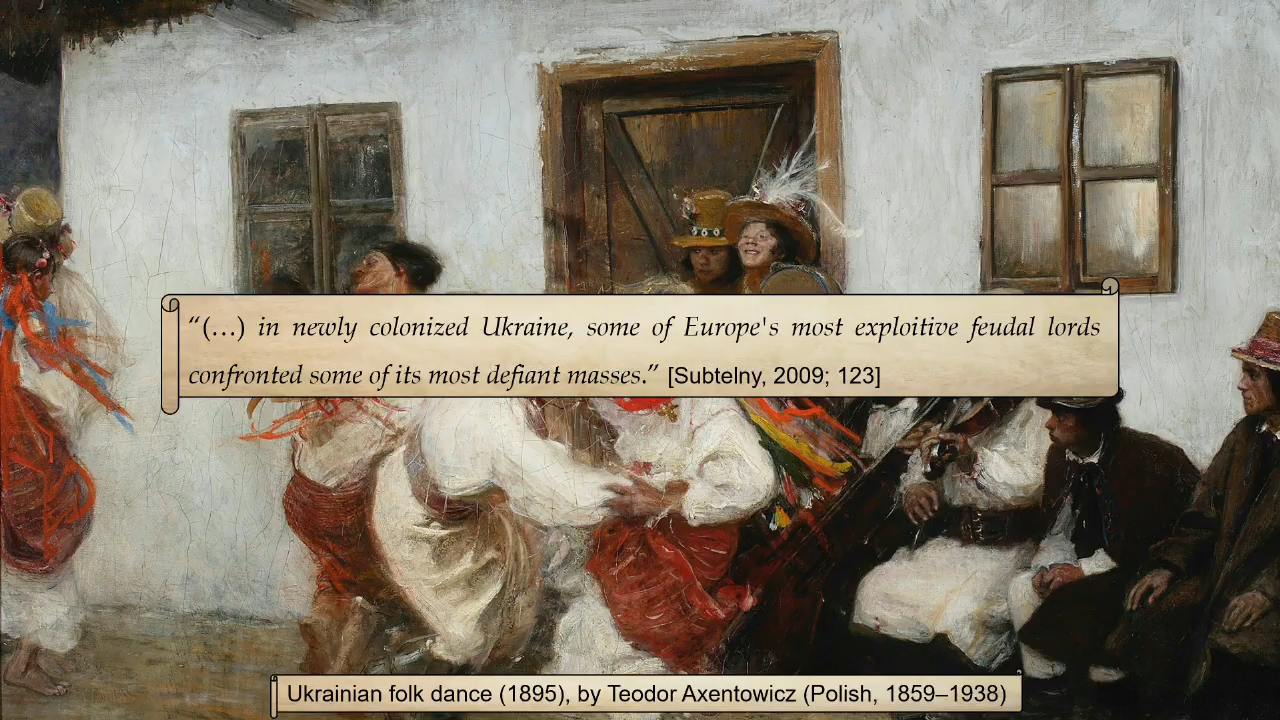 “(…) in newly colonized Ukraine, some of Europe's most exploitive feudal lords
confronted some of its most defiant masses.” [Subtelny, 2009; 123]
Ukrainian folk dance (1895), by Teodor Axentowicz (Polish, 1859–1938)